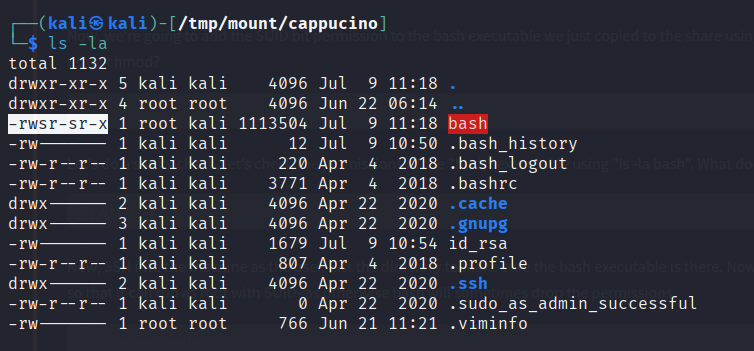 ┌──(kali㉿kali)-[/tmp/mount/cappucino]
└─$ ls -la
total 1132
drwxr-xr-x 5 kali kali    4096 Jul  9 11:18 .
drwxr-xr-x 4 root root    4096 Jun 22 06:14 ..
-rwsr-sr-x 1 root kali 1113504 Jul  9 11:18 bash
-rw------- 1 kali kali      12 Jul  9 10:50 .bash_history
-rw-r--r-- 1 kali kali     220 Apr  4  2018 .bash_logout
-rw-r--r-- 1 kali kali    3771 Apr  4  2018 .bashrc
drwx------ 2 kali kali    4096 Apr 22  2020 .cache
drwx------ 3 kali kali    4096 Apr 22  2020 .gnupg
-rw-r--r-- 1 kali kali    1679 Jul  9 10:54 id_rsa
-rw-r--r-- 1 kali kali     807 Apr  4  2018 .profile
drwx------ 2 kali kali    4096 Apr 22  2020 .ssh
-rw-r--r-- 1 kali kali       0 Apr 22  2020 .sudo_as_admin_successful
-rw------- 1 root root     766 Jun 21 11:21 .viminfo